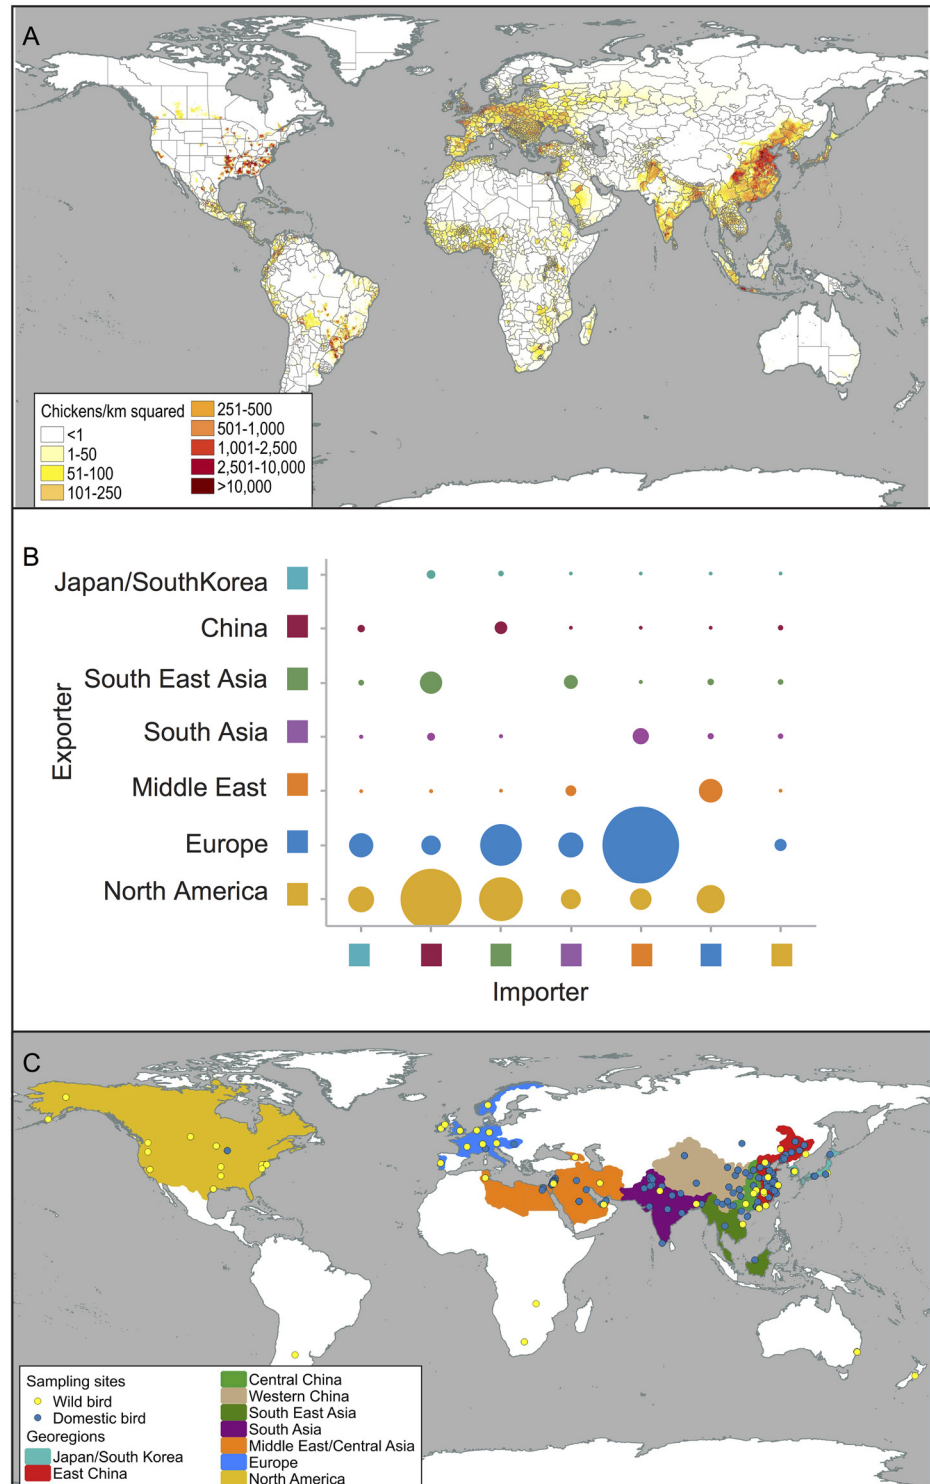 A
Chickens/km squared
<1
1-50
51-100
101-250
251-500
501-1,000
1,001-2,500
2,501-10,000
>10,000
B
Exporter
Japan/SouthKorea
China
South East Asia
South Asia
Middle East
Europe
North America
Importer
C
Sampling sites
Wild bird
Domestic bird
Georegions
Japan/South Korea
East China
Central China
Western China
South East Asia
South Asia
Middle East/Central Asia
Europe
North America